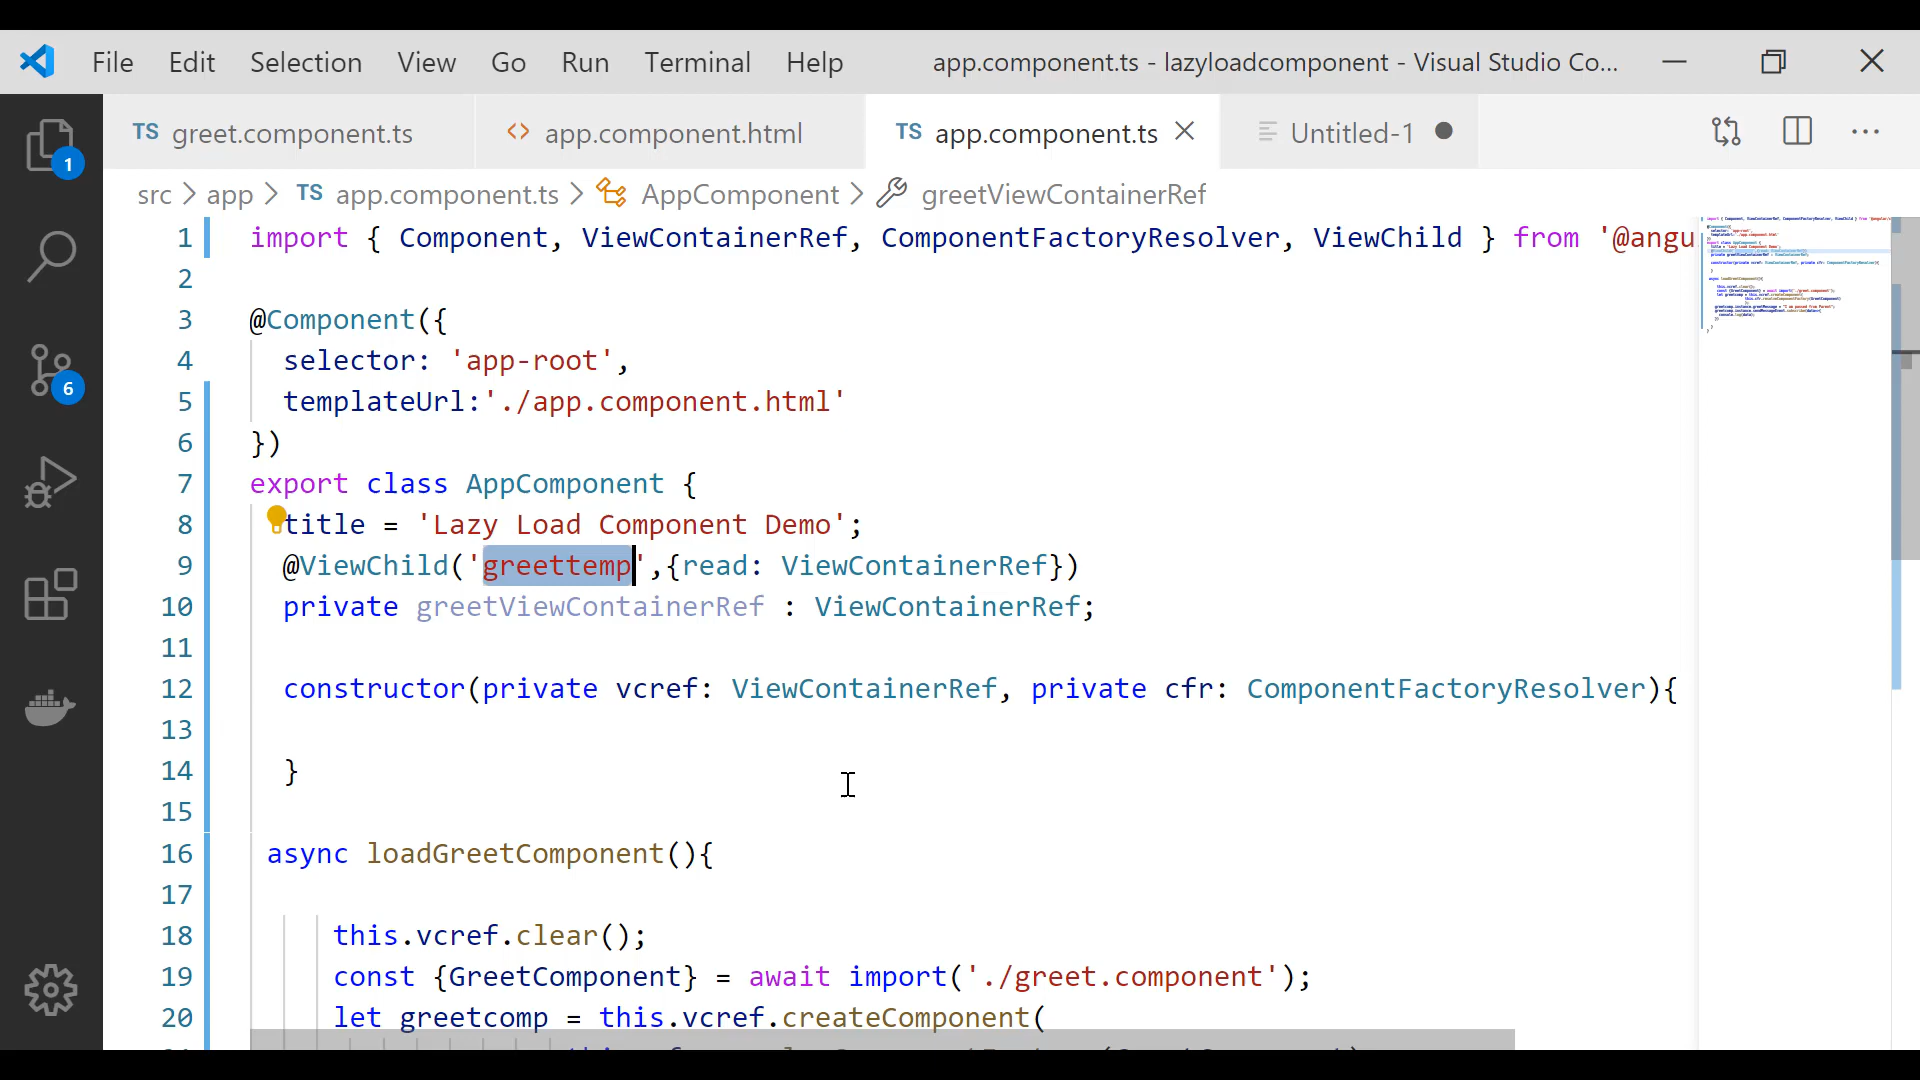 File Edit Selection View Go Run Terminal Help app.component.ts - lazyloadcomponent - Visual Studio Co...
TS greet.component.ts <> app.component.html TS app.component.ts Untitled-1
1
src > app > TS app.component.ts > AppComponent > greetViewContainerRef
1 import { Component, ViewContainerRef, ComponentFactoryResolver, ViewChild } from '@angu
2
3 @Component({
4 selector: 'app-root',
6
5 templateUrl:'./app.component.html'
6 })
7 export class AppComponent {
8 title = 'Lazy Load Component Demo';
9 @ViewChild('greettemp',{read: ViewContainerRef})
10 private greetViewContainerRef : ViewContainerRef;
11
12 constructor(private vcref: ViewContainerRef, private cfr: ComponentFactoryResolver){
13
14 }
15
16 async loadGreetComponent(){
17
18 this.vcref.clear();
19 const {GreetComponent} = await import('./greet.component');
20 let greetcomp = this.vcref.createComponent(